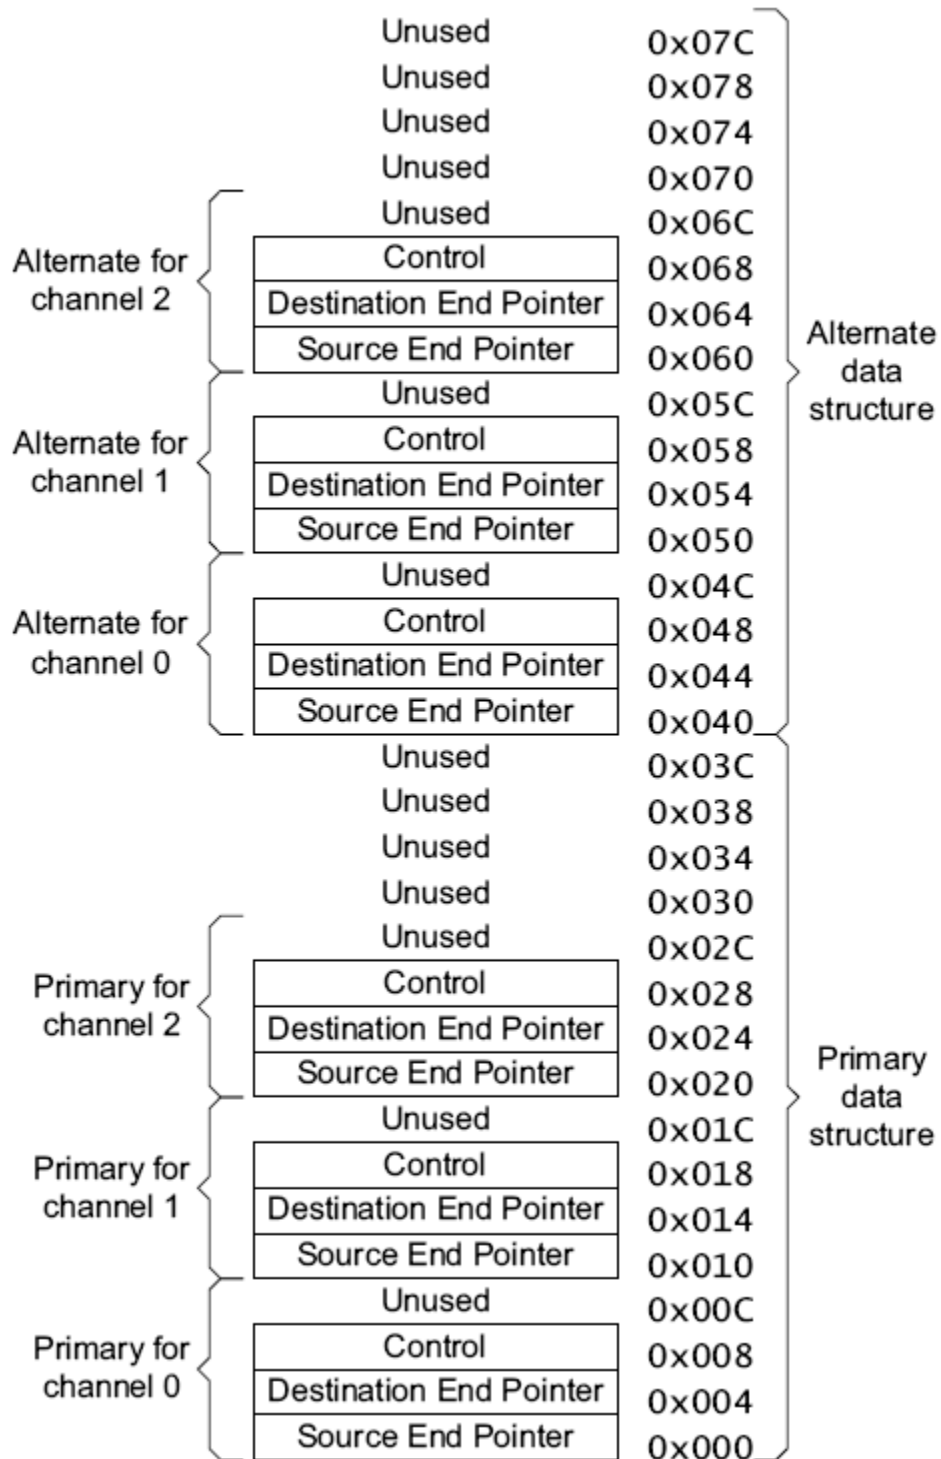 Unused 0x07C
Unused 0x078
Unused 0x074
Unused 0x070
Unused 0x06C
Alternate for
channel 2
Control 0x068
Destination End Pointer 0x064
Source End Pointer 0x060
Alternate
data
structure
Unused 0x05C
Alternate for
channel 1
Control 0x058
Destination End Pointer 0x054
Source End Pointer 0x050
Unused 0x04C
Alternate for
channel 0
Control 0x048
Destination End Pointer 0x044
Source End Pointer 0x040
Unused 0x03C
Unused 0x038
Unused 0x034
Unused 0x030
Unused 0x02C
Primary for
channel 2
Control 0x028
Destination End Pointer 0x024
Source End Pointer 0x020
Primary
data
structure
Unused 0x01C
Primary for
channel 1
Control 0x018
Destination End Pointer 0x014
Source End Pointer 0x010
Unused 0x00C
Primary for
channel 0
Control 0x008
Destination End Pointer 0x004
Source End Pointer 0x000